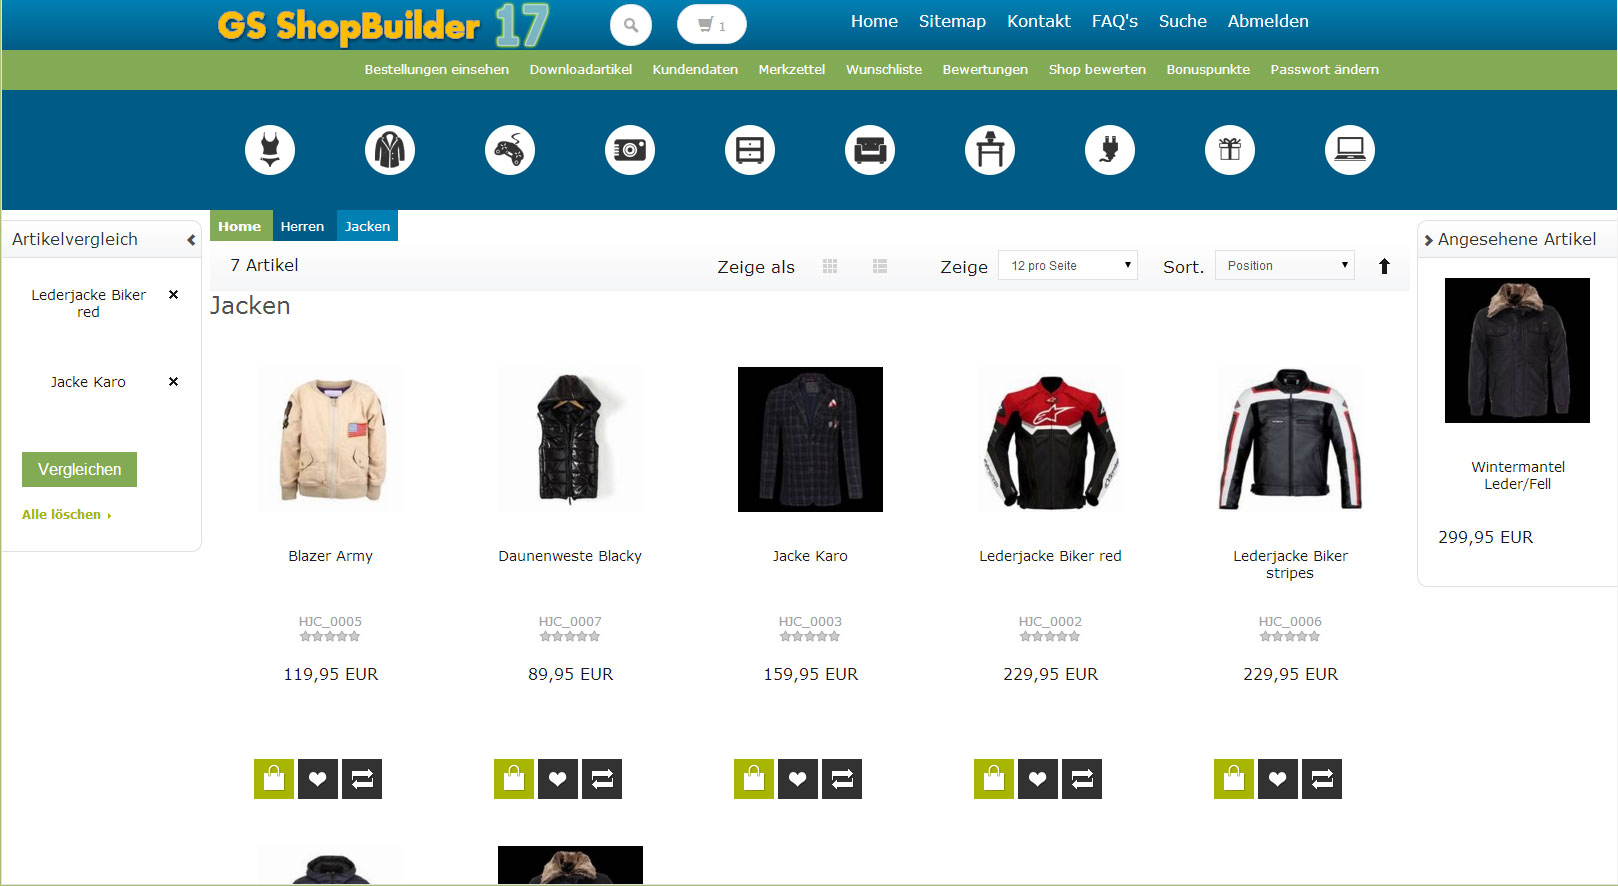 GS ShopBuilder 17
1
Home Sitemap Kontakt FAQ's Suche Abmelden
Bestellungen einsehen Downloadartikel Kundendaten Merkzettel Wunschliste Bewertungen Shop bewerten Bonuspunkte Passwort ändern
Artikelvergleich
Lederjacke Biker
red
Jacke Karo
Vergleichen
Alle löschen
Home Herren Jacken
7 Artikel
Zeige als
Zeige 12 pro Seite
Sort. Position
Jacken
Blazer Army
HJC_0005
119,95 EUR
Daunenweste Blacky
HJC_0007
89,95 EUR
Jacke Karo
HJC_0003
159,95 EUR
Lederjacke Biker red
HJC_0002
229,95 EUR
Lederjacke Biker
stripes
HJC_0006
229,95 EUR
Angesehene Artikel
Wintermantel
Leder/Fell
299,95 EUR